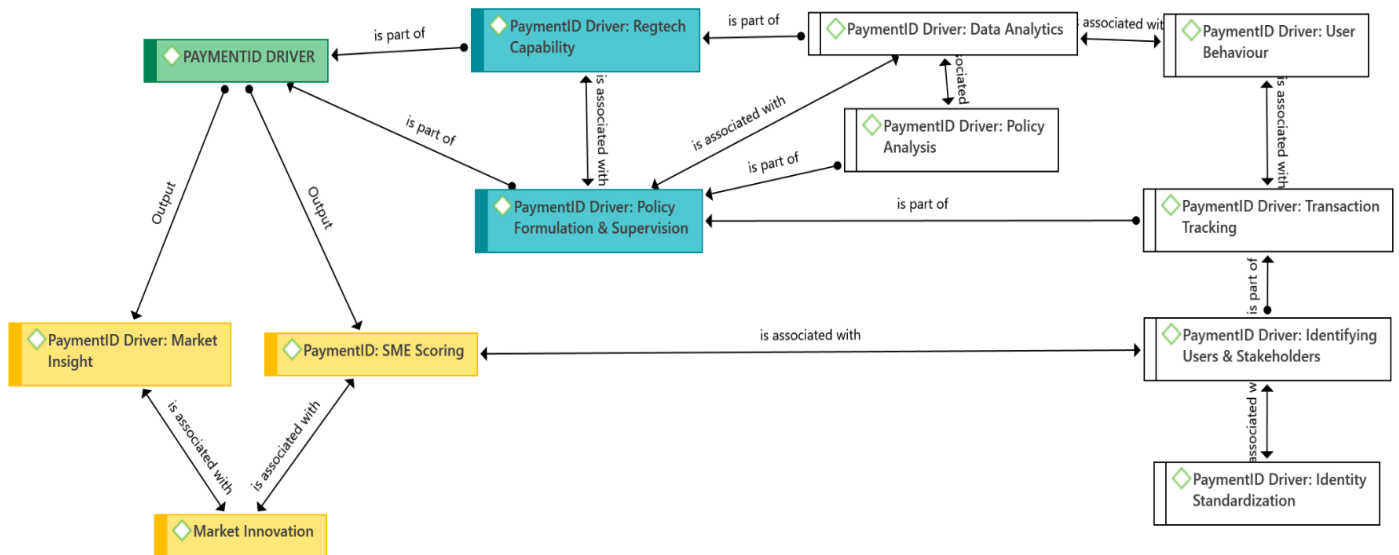 PaymentID Driver: Regtech
Capability
is part of
PaymentID Driver: Data Analytics
is associated with
PaymentID Driver: User
Behaviour
is part of
PAYMENTID DRIVER
is associated with
is associated with
associated
is associated with
PaymentID Driver: Policy
Analysis
is part of
is part of
PaymentID Driver: Policy
Formulation & Supervision
is part of
PaymentID Driver: Transaction
Tracking
Output
Output
is part of
PaymentID Driver: Market
Insight
PaymentID: SME Scoring
is associated with
PaymentID Driver: Identifying
Users & Stakeholders
is associated with
is associated with
associated w
PaymentID Driver: Identity
Standardization
Market Innovation